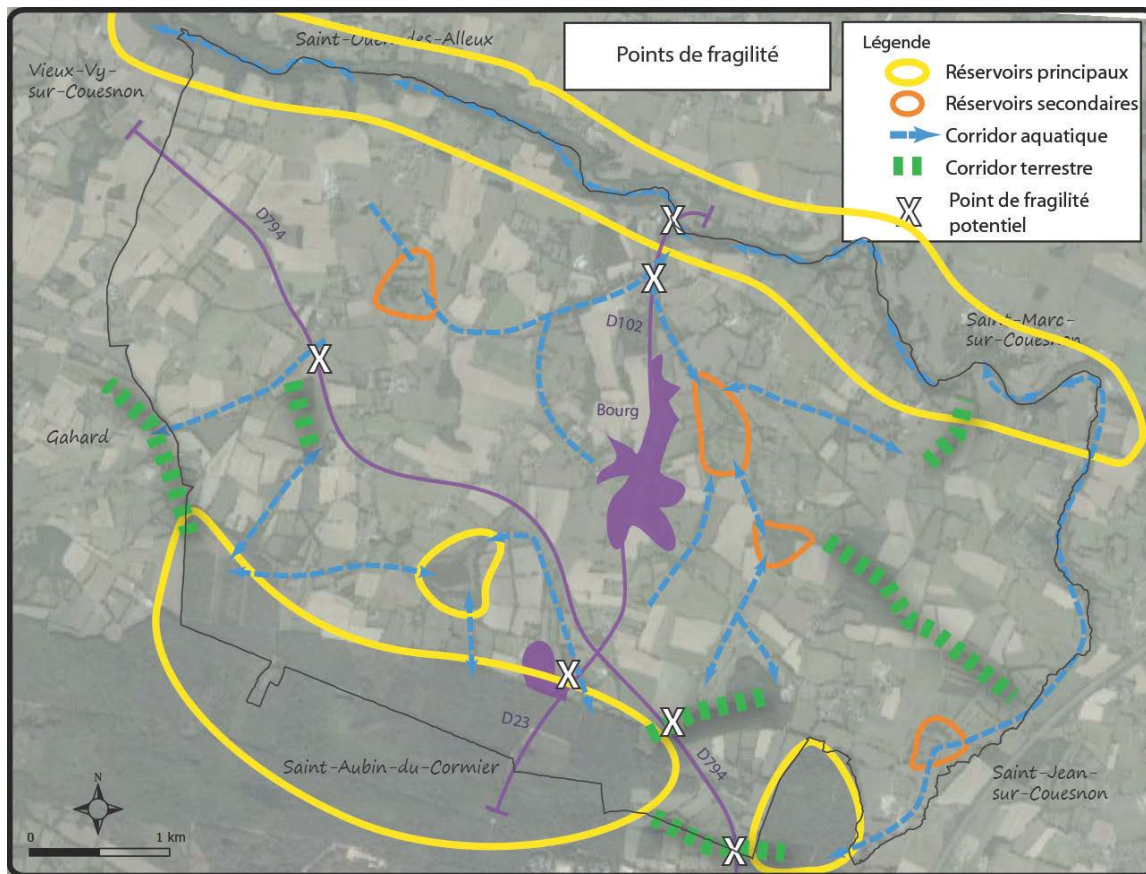 Points de fragilité
Légende
Réservoirs principaux
Réservoirs secondaires
Corridor aquatique
Corridor terrestre
X
Point de fragilité
potentiel
Saint-Ouen-des-Alleux
Vieux-Vy-
sur-Couesnon
D794
X
X
D102
X
Saint-Marc-
sur-Couesnon
Bourg
Gahard
X
D23
X
D794
Saint-Aubin-du-Cormier
Saint-Jean-
sur-Couesnon
X
N
0 1 km